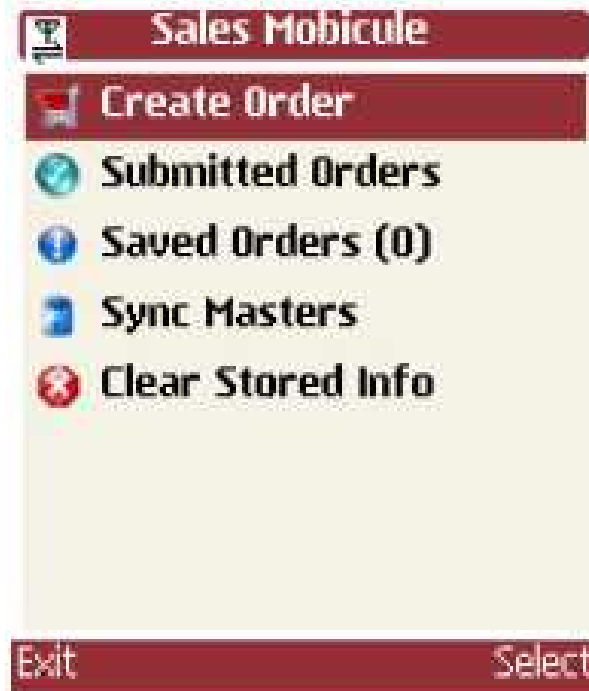 Sales Mobicule
Create Order
Submitted Orders
Saved Orders (0)
Sync Masters
Clear Stored Info
Exit Select